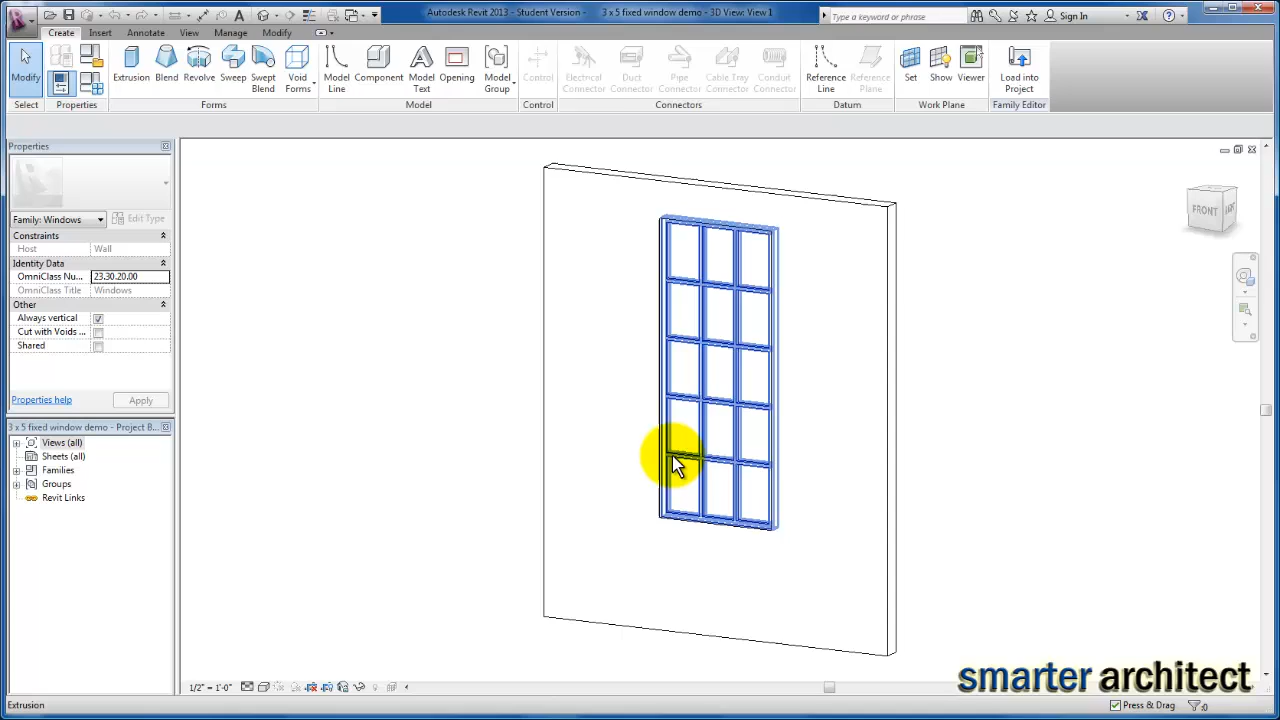 Autodesk Revit 2013 - Student Version - 3 x 5 fixed window demo - 3D View: View 1
Type a keyword or phrase
Sign In
Create Insert Annotate View Manage Modify
Modify
Extrusion Blend Revolve Sweep Swept Blend Void Forms
Model Line Component Model Text Opening Model Group
Control
Electrical Connector Duct Connector Pipe Connector Cable Tray Connector Conduit Connector
Reference Line Reference Plane
Set Show Viewer
Load into Project
Select Properties Forms Model Control Connectors Datum Work Plane Family Editor
Properties
Family: Windows
Edit Type
Constraints
Host Wall
Identity Data
OmniClass Nu... 23.30.20.00
OmniClass Title Windows
Other
Always vertical
Cut with Voids ...
Shared
Properties help
Apply
3 x 5 fixed window demo - Project B...
Views (all)
Sheets (all)
Families
Groups
Revit Links
FRONT
1/2" = 1'-0"
smarter architect
Extrusion
Press & Drag
:0